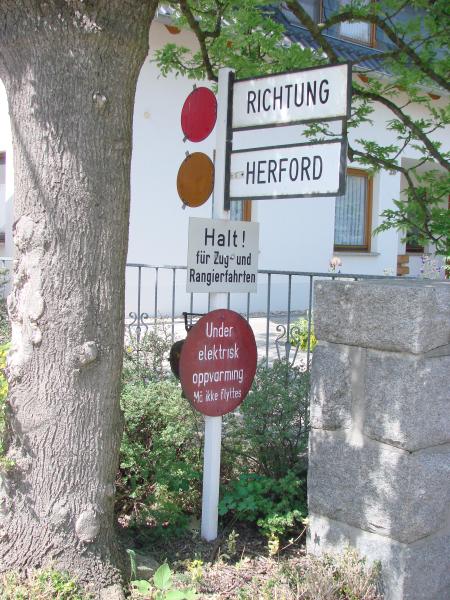 RICHTUNG
HERFORD
Halt!
für Zug- und
Rangierfahrten
Under
elektrisk
oppvarming
Må ikke flyttes